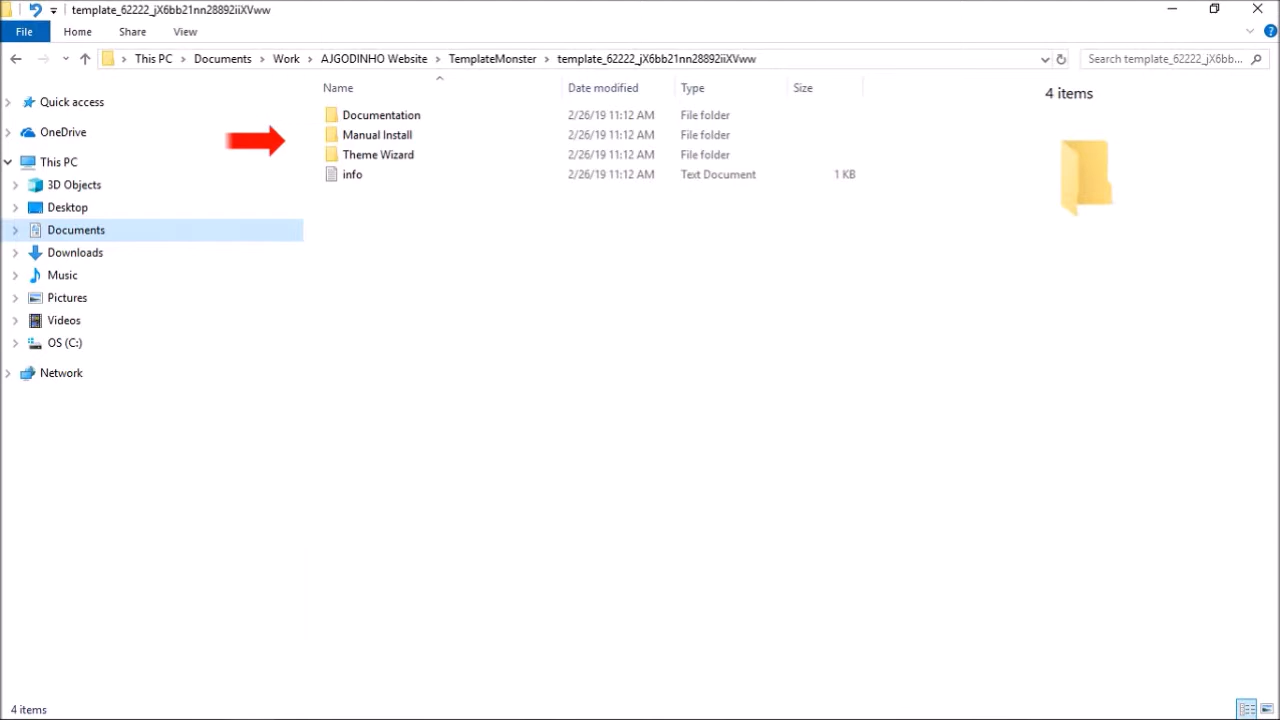 template_62222_jX6bb21nn28892iiXVww
File Home Share View
This PC Documents Work AJGODINHO Website TemplateMonster template_62222_jX6bb21nn28892iiXVww Search template_62222_jX6bb...
Name Date modified Type Size
4 items
Quick access
OneDrive
This PC
3D Objects
Desktop
Documents
Downloads
Music
Pictures
Videos
OS (C:)
Network
Documentation 2/26/19 11:12 AM File folder
Manual Install 2/26/19 11:12 AM File folder
Theme Wizard 2/26/19 11:12 AM File folder
info 2/26/19 11:12 AM Text Document 1 KB
4 items